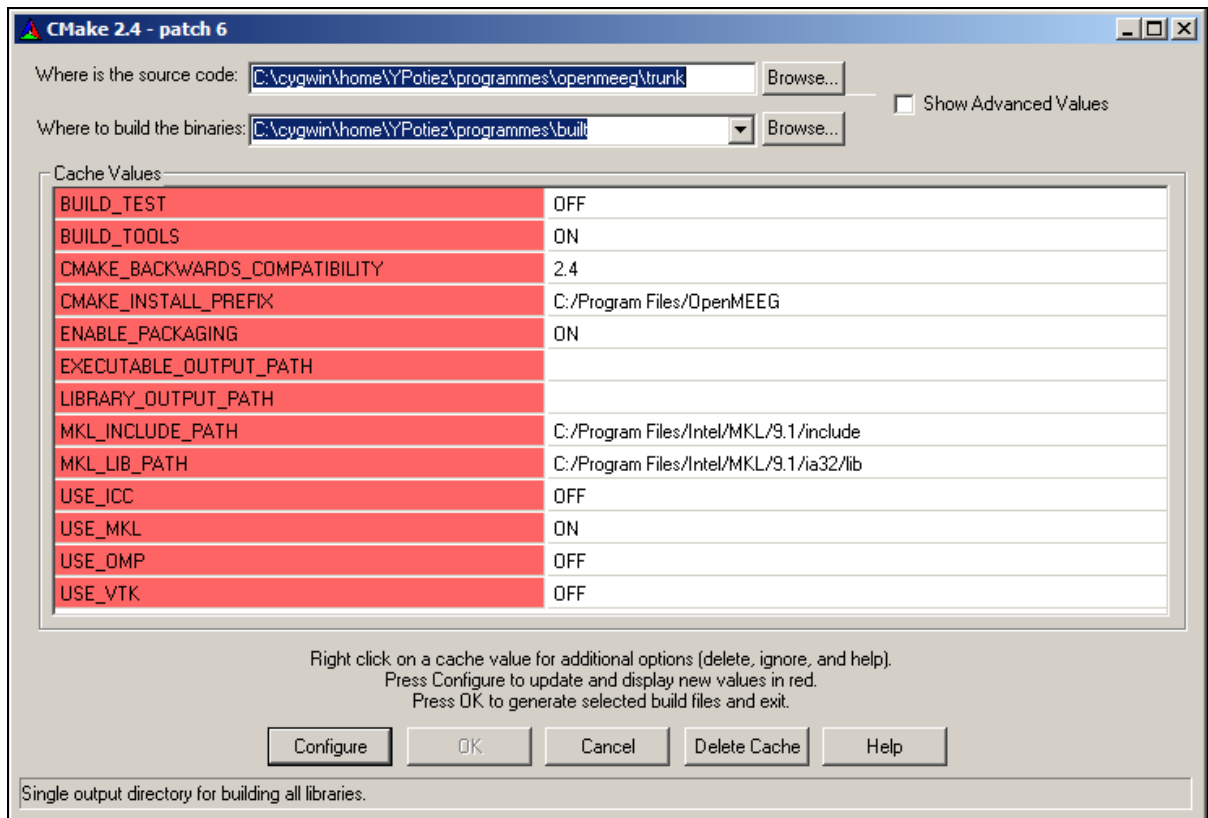 CMake 2.4 - patch 6
Where is the source code: C:\cygwin\home\YPotiez\programmes\openmeeg\trunk Browse...
Show Advanced Values
Where to build the binaries: C:\cygwin\home\YPotiez\programmes\built Browse...
Cache Values
BUILD_TEST OFF
BUILD_TOOLS ON
CMAKE_BACKWARDS_COMPATIBILITY 2.4
CMAKE_INSTALL_PREFIX C:/Program Files/OpenMEEG
ENABLE_PACKAGING ON
EXECUTABLE_OUTPUT_PATH
LIBRARY_OUTPUT_PATH
MKL_INCLUDE_PATH C:/Program Files/Intel/MKL/9.1/include
MKL_LIB_PATH C:/Program Files/Intel/MKL/9.1/ia32/lib
USE_ICC OFF
USE_MKL ON
USE_OMP OFF
USE_VTK OFF
Right click on a cache value for additional options (delete, ignore, and help).
Press Configure to update and display new values in red.
Press OK to generate selected build files and exit.
Configure OK Cancel Delete Cache Help
Single output directory for building all libraries.